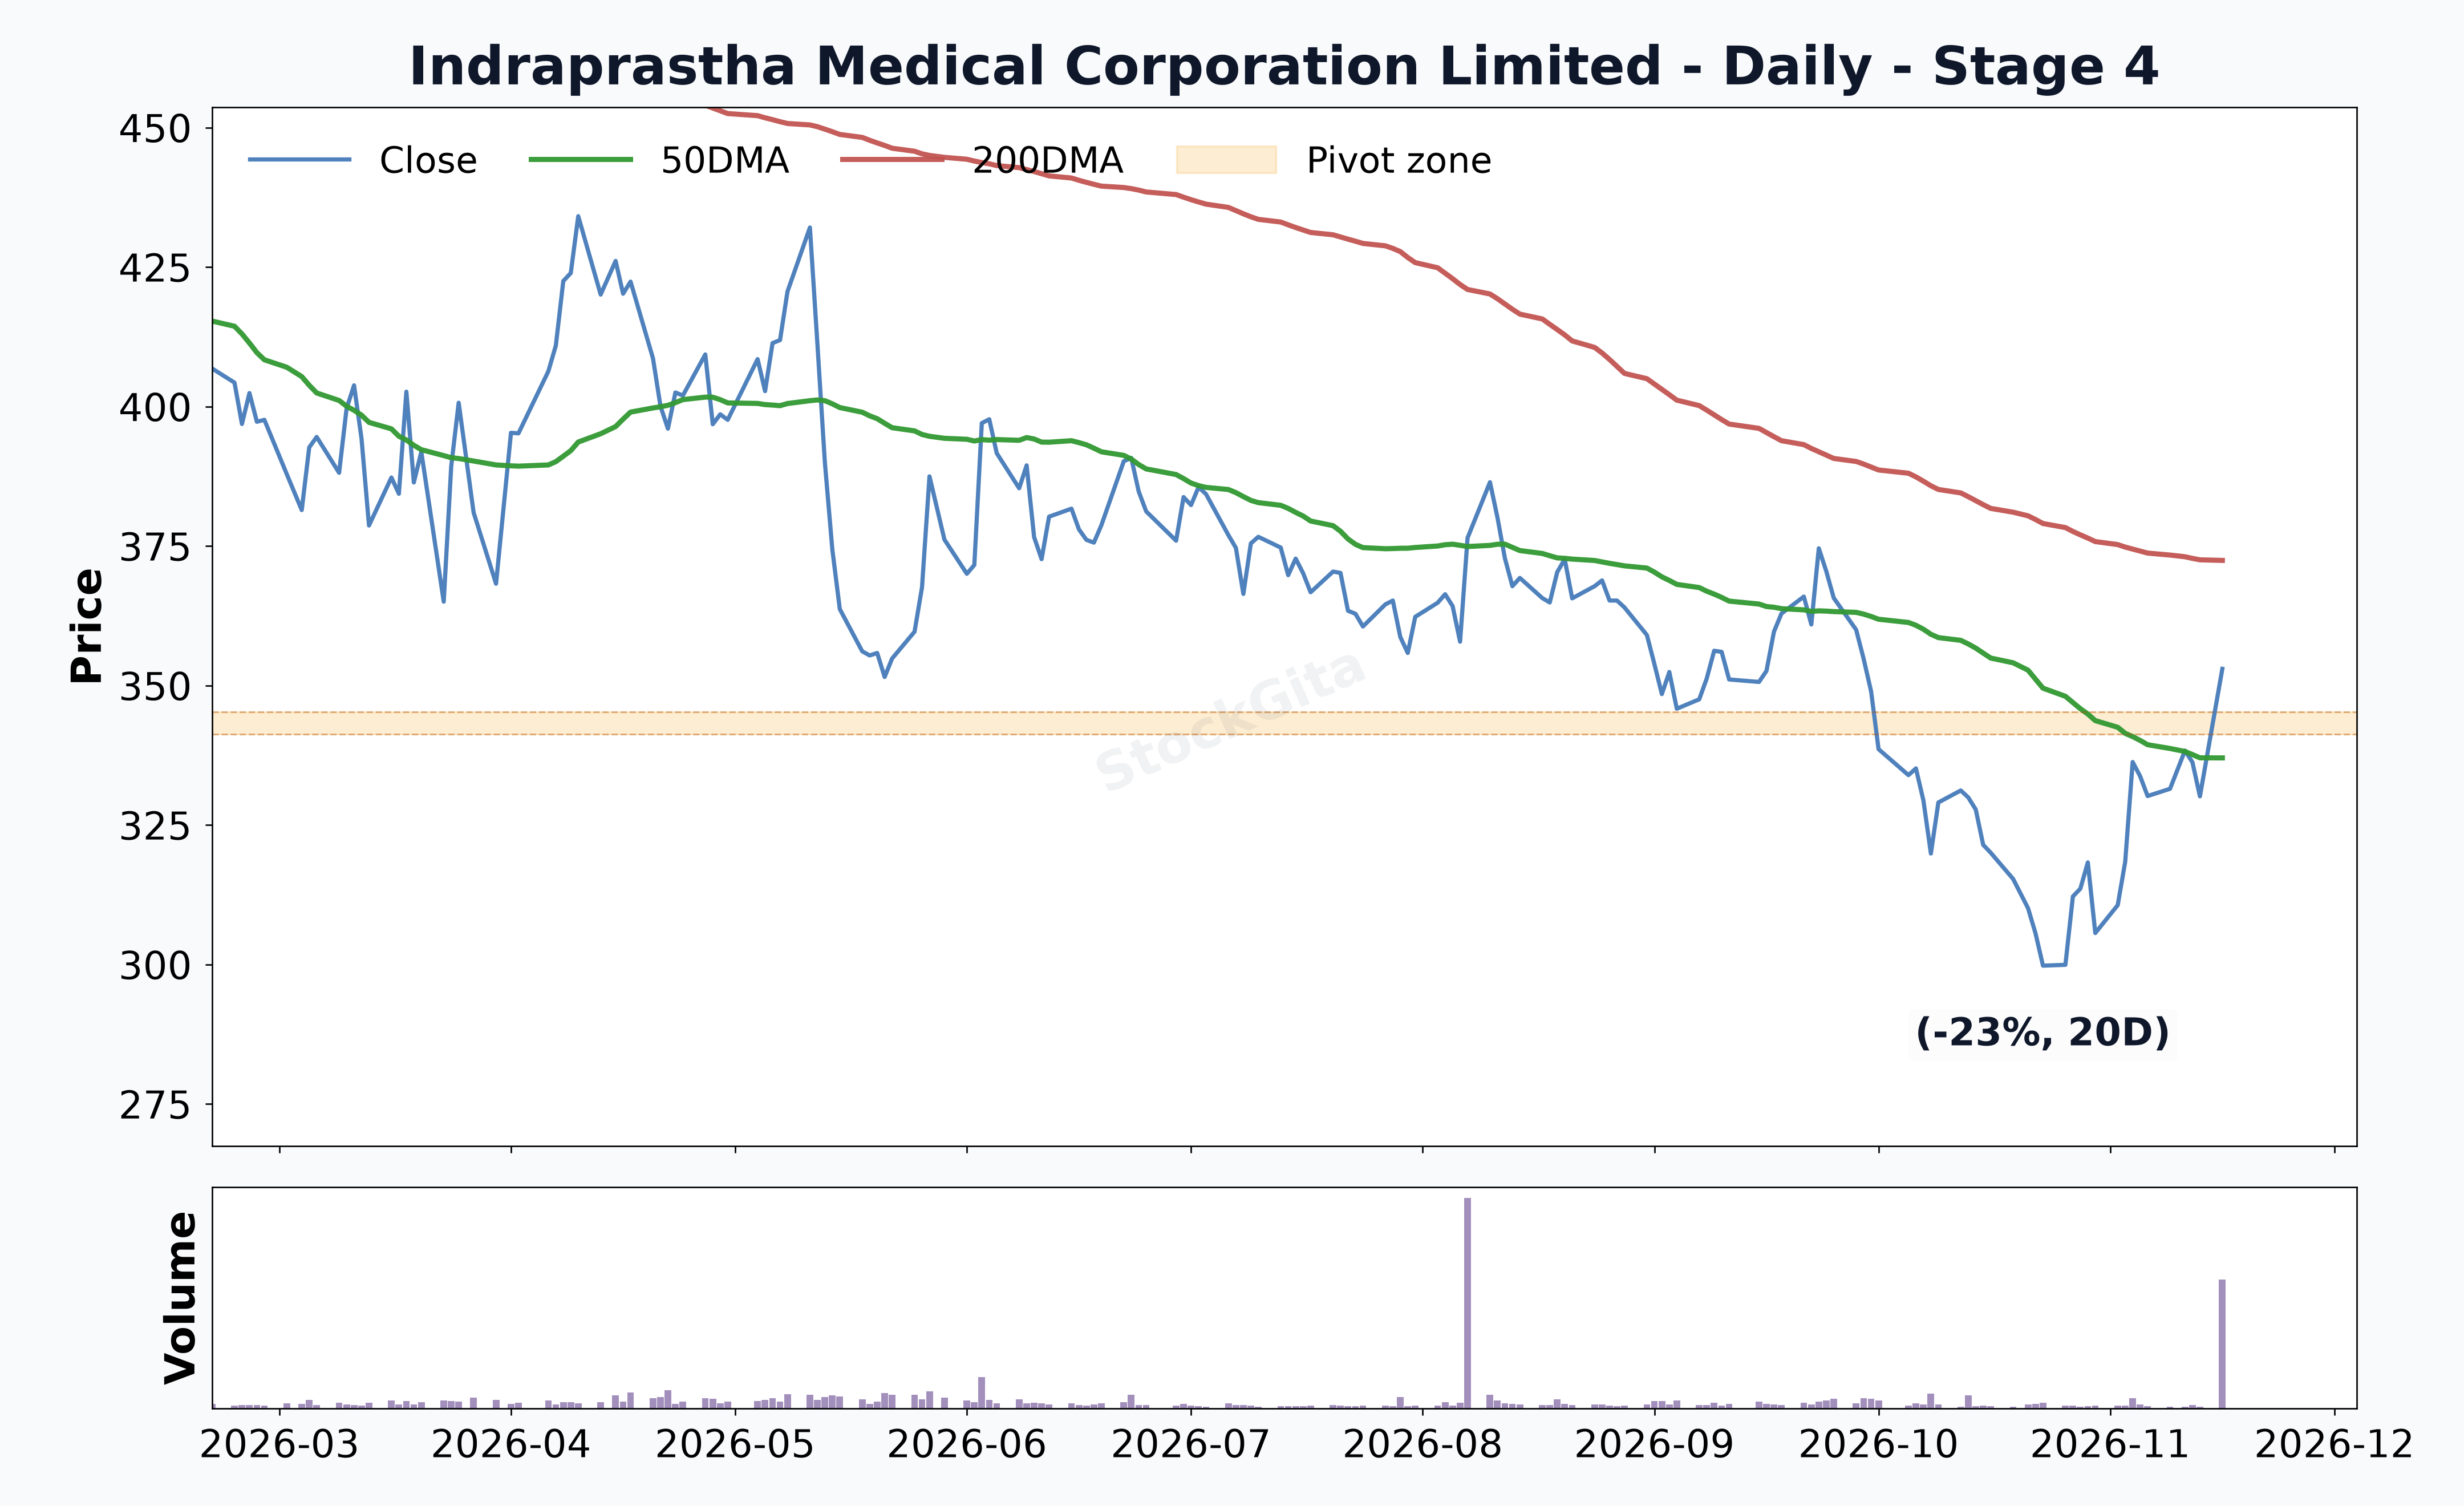 Indraprastha Medical Corporation Limited - Daily - Stage 4
Close 50DMA 200DMA Pivot zone
Price
450
425
400
375
350
325
300
275
StockGita
(-23%, 20D)
Volume
2026-03 2026-04 2026-05 2026-06 2026-07 2026-08 2026-09 2026-10 2026-11 2026-12